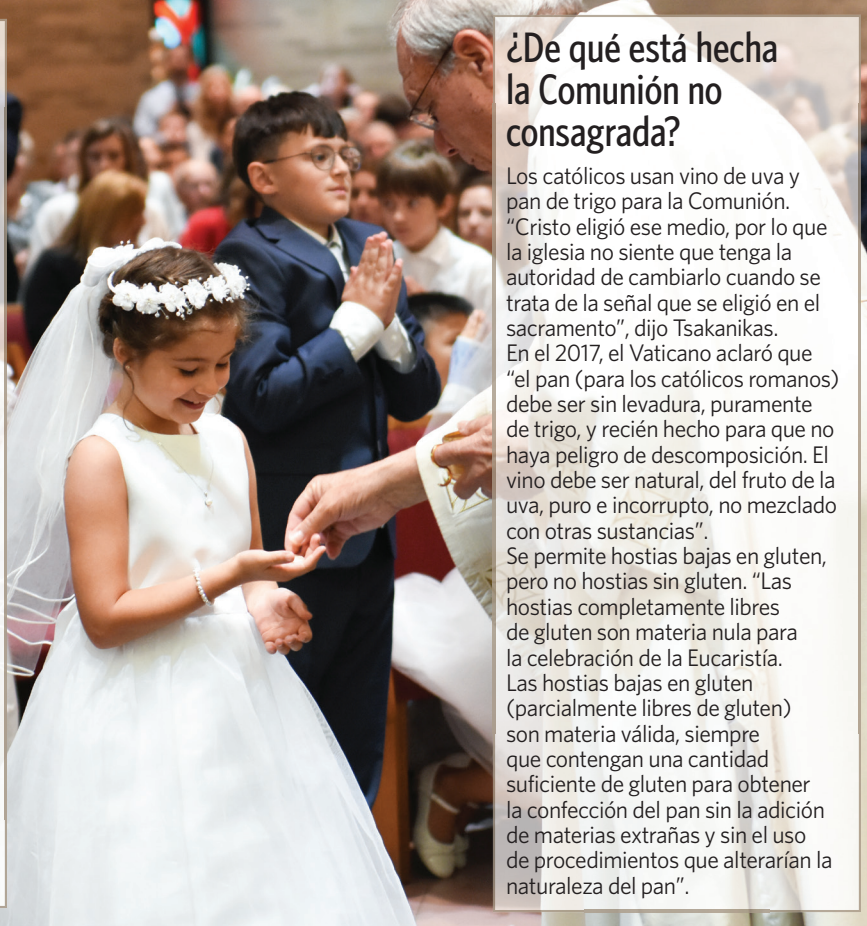 ¿De qué está hecha
la Comunión no
consagrada?
Los católicos usan vino de uva y
pan de trigo para la Comunión.
“Cristo eligió ese medio, por lo que
la iglesia no siente que tenga la
autoridad de cambiarlo cuando se
trata de la señal que se eligió en el
sacramento”, dijo Tsakanikas.
En el 2017, el Vaticano aclaró que
“el pan (para los católicos romanos)
debe ser sin levadura, puramente
de trigo, y recién hecho para que no
haya peligro de descomposición. El
vino debe ser natural, del fruto de la
uva, puro e incorrupto, no mezclado
con otras sustancias”.
Se permite hostias bajas en gluten,
pero no hostias sin gluten. “Las
hostias completamente libres
de gluten son materia nula para
la celebración de la Eucaristía.
Las hostias bajas en gluten
(parcialmente libres de gluten)
son materia válida, siempre
que contengan una cantidad
suficiente de gluten para obtener
la confección del pan sin la adición
de materias extrañas y sin el uso
de procedimientos que alterarían la
naturaleza del pan”.